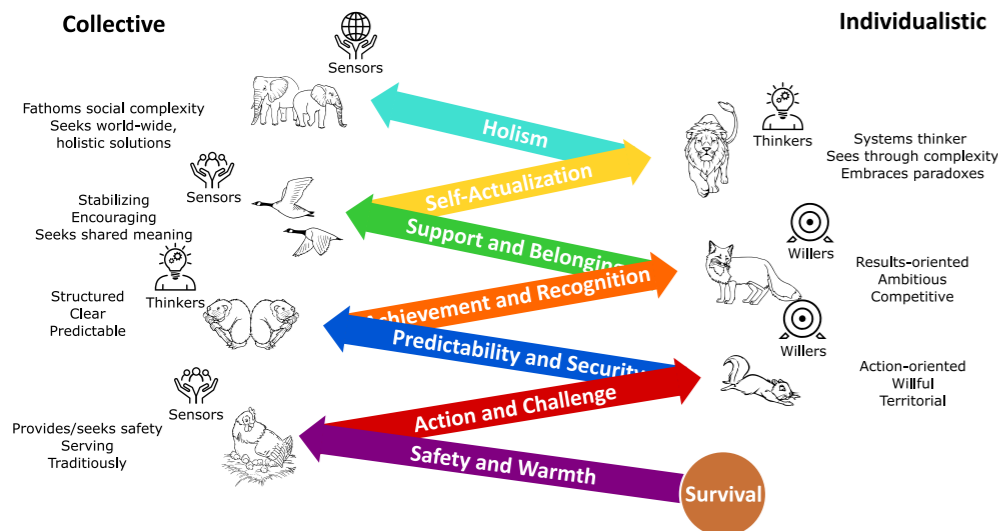 Collective
Individualistic
Sensors
Fathoms social complexity
Seeks world-wide,
holistic solutions
Holism
Thinkers
Systems thinker
Sees through complexity
Embraces paradoxes
Self-Actualization
Sensors
Stabilizing
Encouraging
Seeks shared meaning
Support and Belonging
Willers
Results-oriented
Ambitious
Competitive
Achievement and Recognition
Thinkers
Structured
Clear
Predictable
Predictability and Security
Willers
Action-oriented
Willful
Territorial
Action and Challenge
Sensors
Provides/seeks safety
Serving
Traditiously
Safety and Warmth
Survival